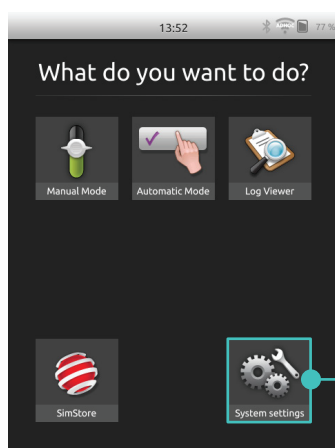 13:52
77 %
What do you want to do?
Manual Mode
Automatic Mode
Log Viewer
SimStore
System settings